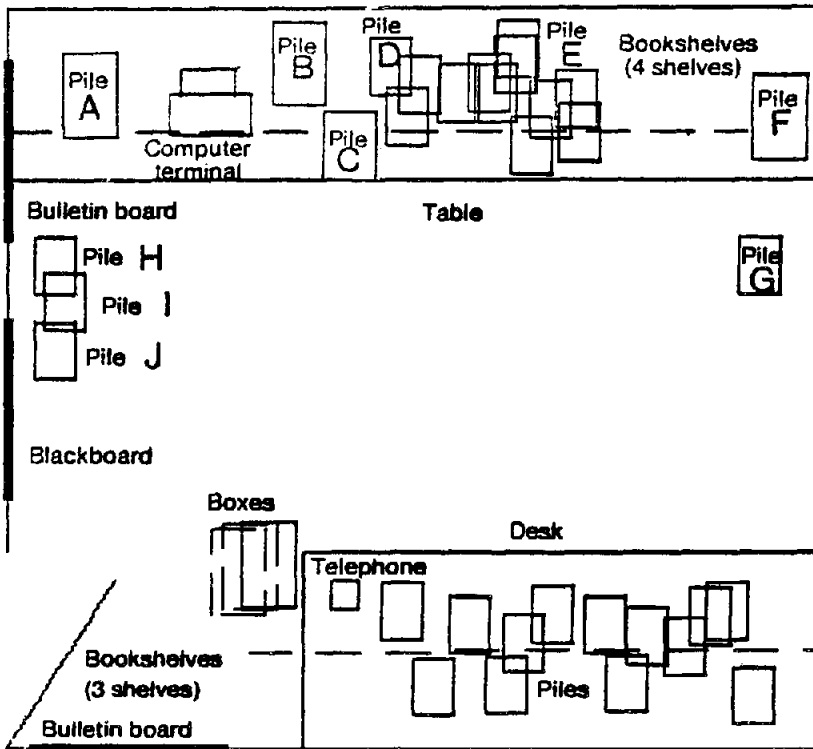 Pile
A
Pile
B
Pile
C
Pile
D
Pile
E
Bookshelves
(4 shelves)
Pile
F
Computer
terminal
Bulletin board
Table
Pile H
Pile I
Pile J
Pile
G
Blackboard
Boxes
Desk
Telephone
Bookshelves
(3 shelves)
Piles
Bulletin board